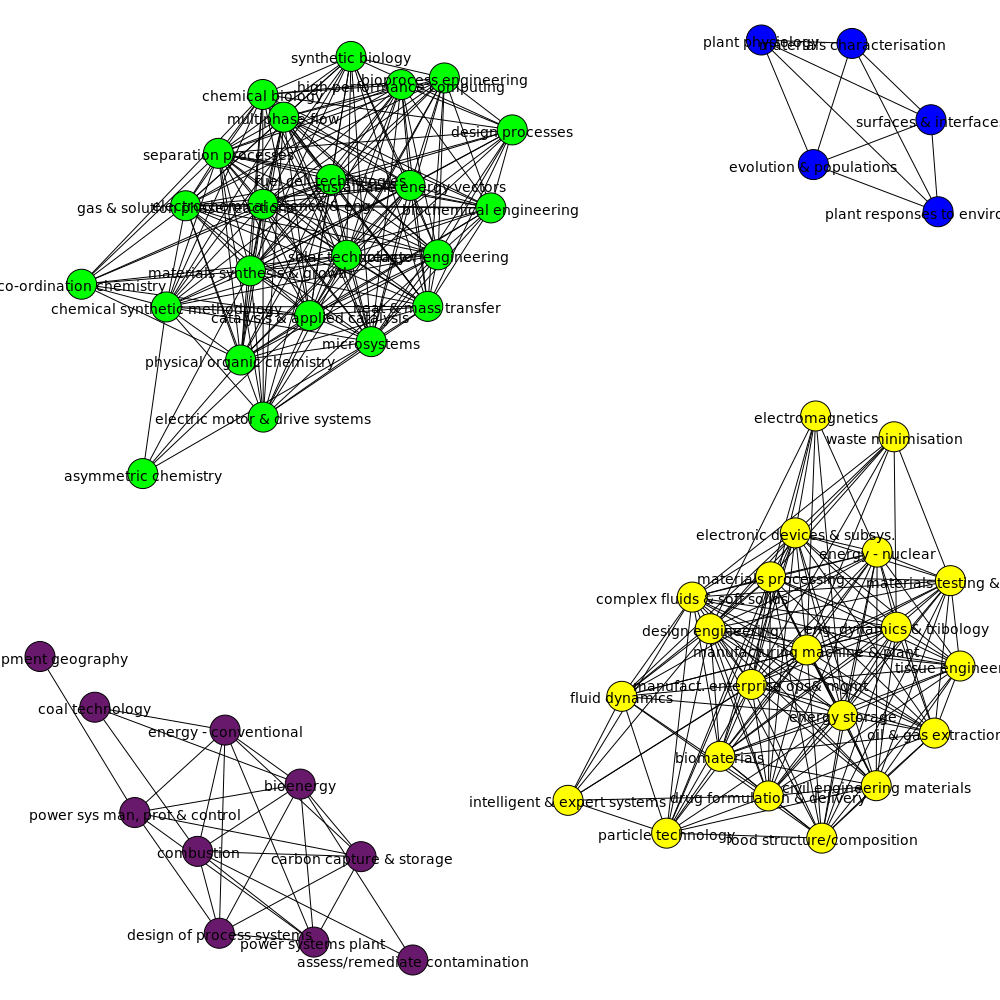 synthetic biology
bioprocess engineering
high performance computing
chemical biology
multiphase flow
design processes
separation processes
fuel cell technologies
sustainable energy vectors
gas & solution phase reactions
electrochemical science & eng.
biochemical engineering
solar technology
reactor engineering
materials synthesis & growth
co-ordination chemistry
chemical synthetic methodology
heat & mass transfer
catalysis & applied catalysis
microsystems
physical organic chemistry
electric motor & drive systems
asymmetric chemistry
plant physiology
materials characterisation
surfaces & interfaces
evolution & populations
plant responses to enviro
electromagnetics
waste minimisation
electronic devices & subsys.
energy - nuclear
materials processing
materials testing &
complex fluids & soft solids
design engineering
eng. dynamics & tribology
manufacturing machine & plant
tissue engineer
manufact. enterprise ops& mgmt
fluid dynamics
energy storage
oil & gas extraction
biomaterials
civil engineering materials
intelligent & expert systems
drug formulation & delivery
particle technology
food structure/composition
pment geography
coal technology
energy - conventional
bioenergy
power sys man, prot & control
combustion
carbon capture & storage
design of process systems
power systems plant
assess/remediate contamination